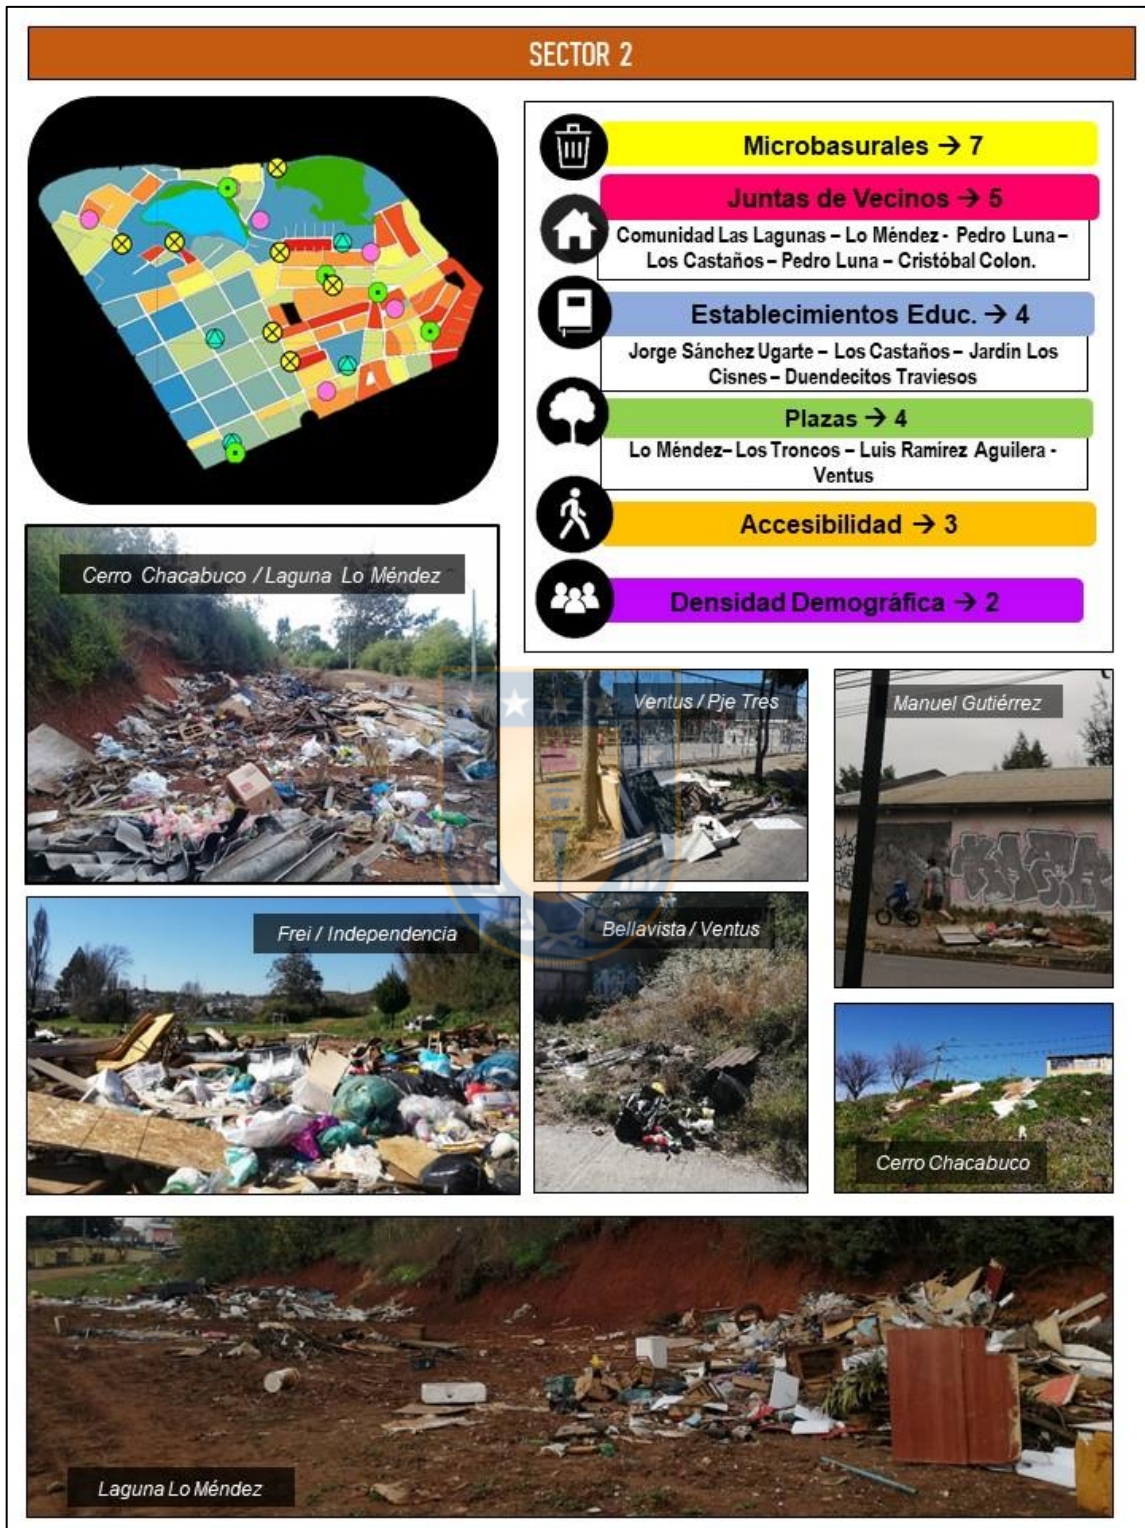 SECTOR 2
Microbasurales → 7
Juntas de Vecinos → 5
Comunidad Las Lagunas – Lo Méndez - Pedro Luna –
Los Castaños – Pedro Luna – Cristóbal Colon.
Establecimientos Educ. → 4
Jorge Sánchez Ugarte – Los Castaños – Jardín Los
Cisnes – Duendecitos Traviesos
Plazas → 4
Lo Méndez– Los Troncos – Luis Ramírez Aguilera -
Ventus
Accesibilidad → 3
Densidad Demográfica → 2
Cerro Chacabuco / Laguna Lo Méndez
Ventus / Pje Tres
Manuel Gutiérrez
Frei / Independencia
Bellavista / Ventus
Cerro Chacabuco
Laguna Lo Méndez